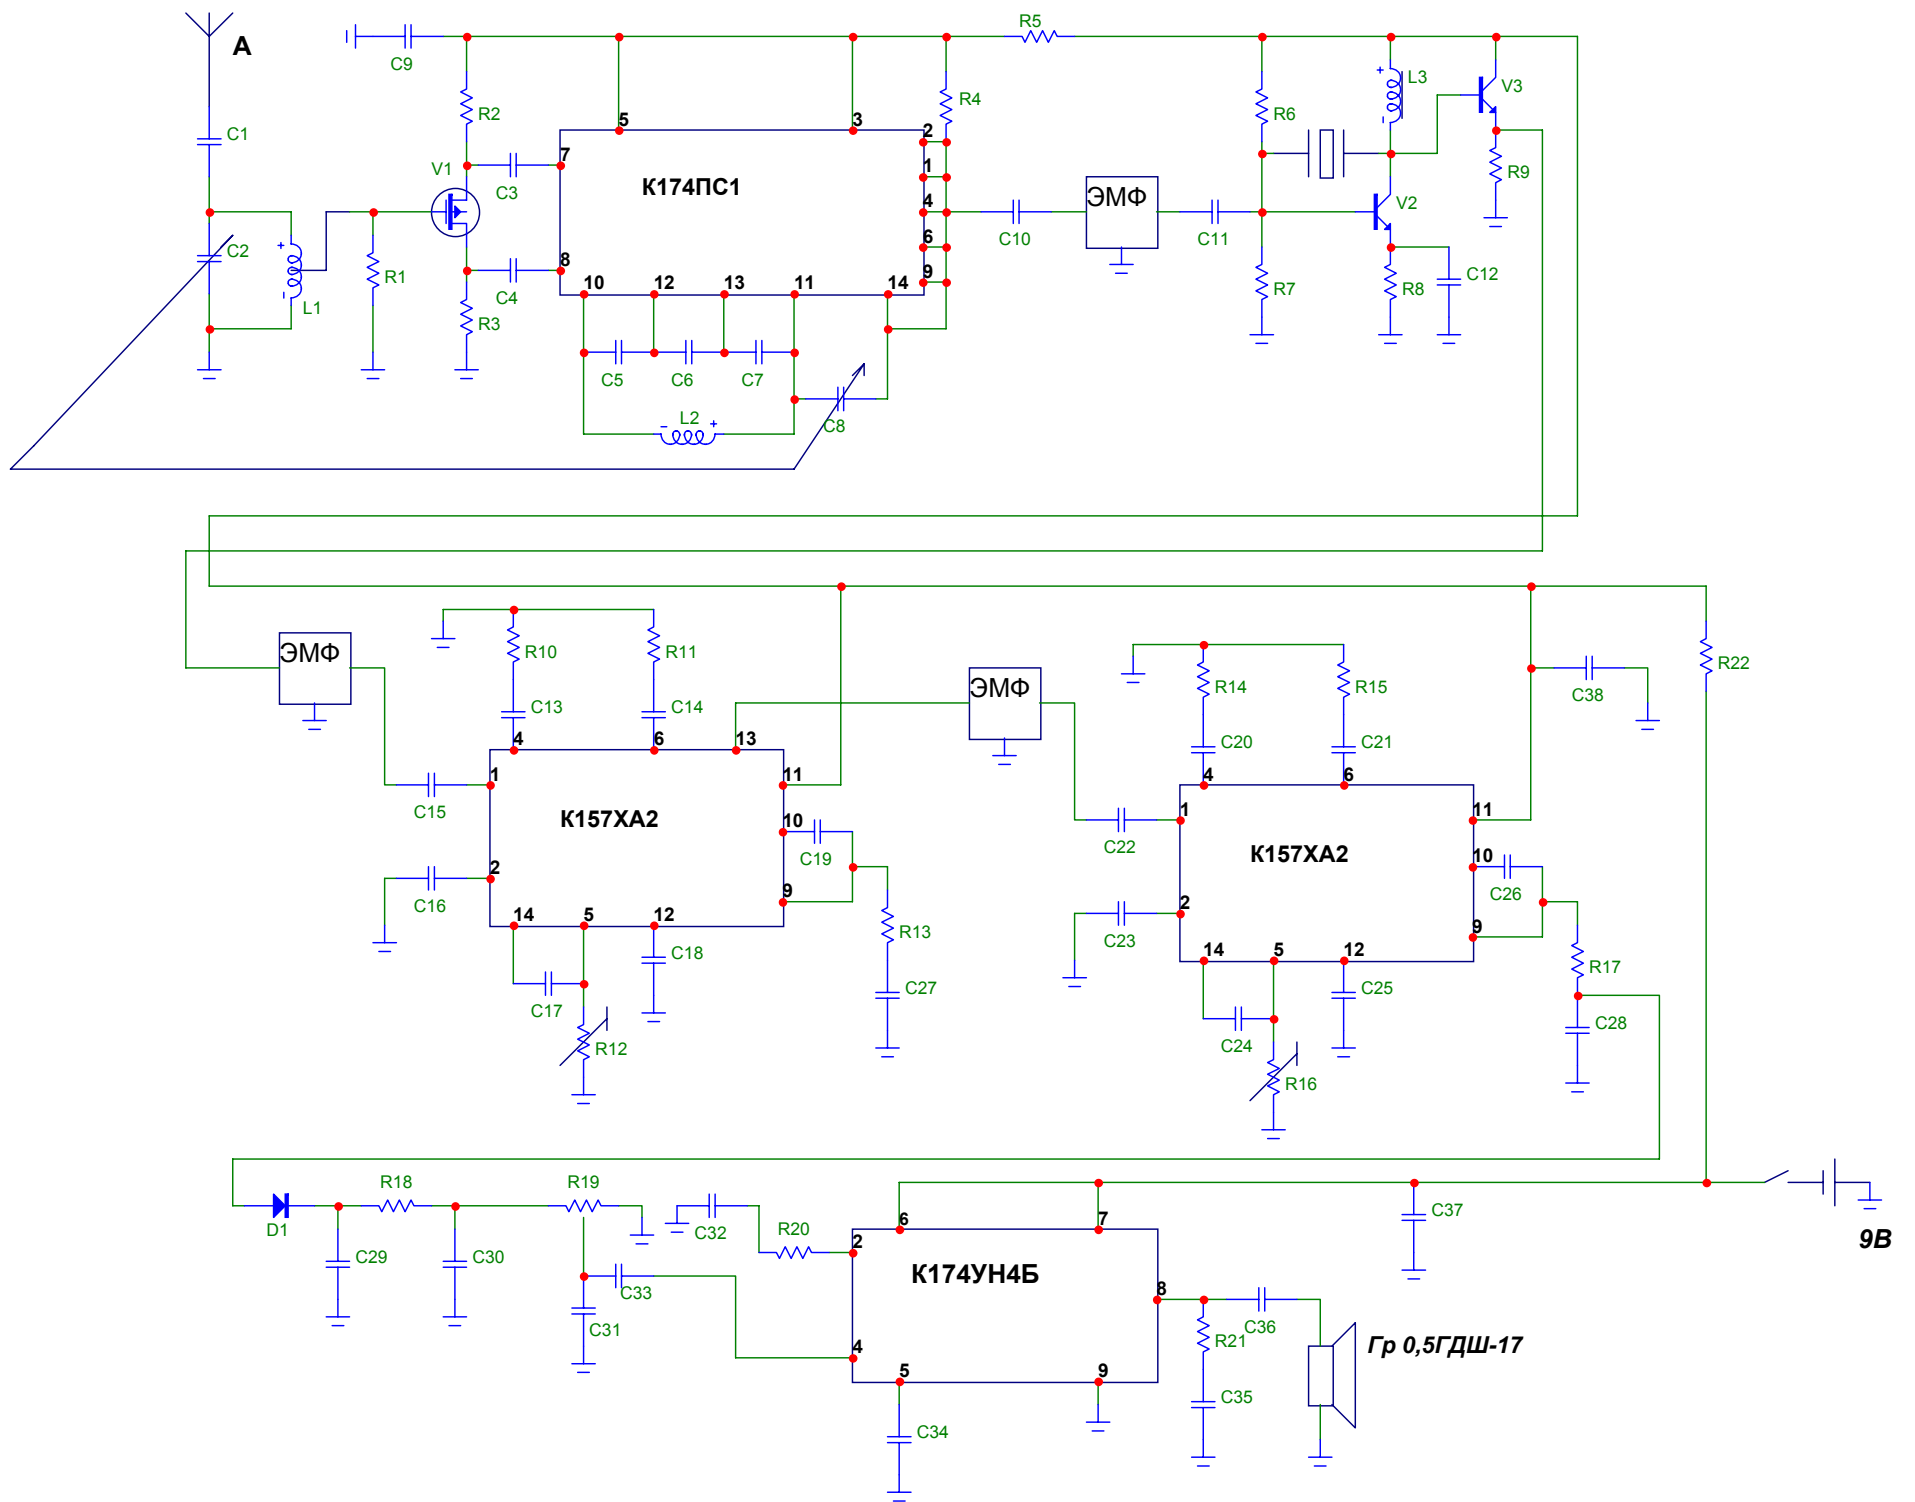 A
C1
C2
L1
R1
C9
R2
V1
C3
C4
R3
5
3
7
8
К174ПС1
2
1
4
6
9
10
12
13
11
14
C5
C6
C7
L2
C8
R4
R5
C10
ЭМФ
C11
R6
R7
L3
V3
R9
V2
R8
C12
ЭМФ
R10
R11
C13
C14
4
6
13
C15
1
К157ХА2
11
10
C19
C16
2
9
14
5
12
C17
R12
C18
R13
C27
ЭМФ
R14
R15
C20
C21
4
6
C22
1
К157ХА2
11
10
C26
C23
2
9
14
5
12
C24
R16
C25
R17
C28
C38
R22
D1
R18
C29
C30
R19
C31
C33
C32
R20
2
6
7
К174УН4Б
4
5
9
8
C34
R21
C35
C36
C37
Гр 0,5ГДШ-17
9В